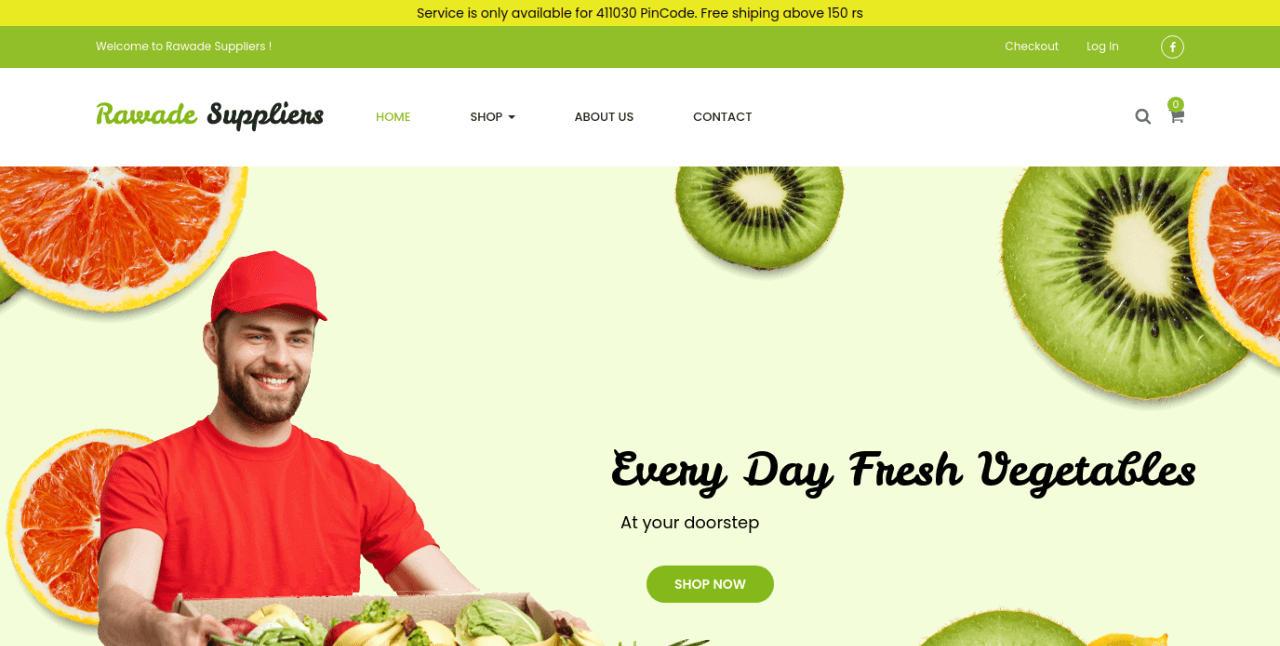 Service is only available for 411030 PinCode. Free shiping above 150 rs
Welcome to Rawade Suppliers !
Checkout
Log In
Rawade Suppliers
HOME
SHOP
ABOUT US
CONTACT
0
Every Day Fresh Vegetables
At your doorstep
SHOP NOW